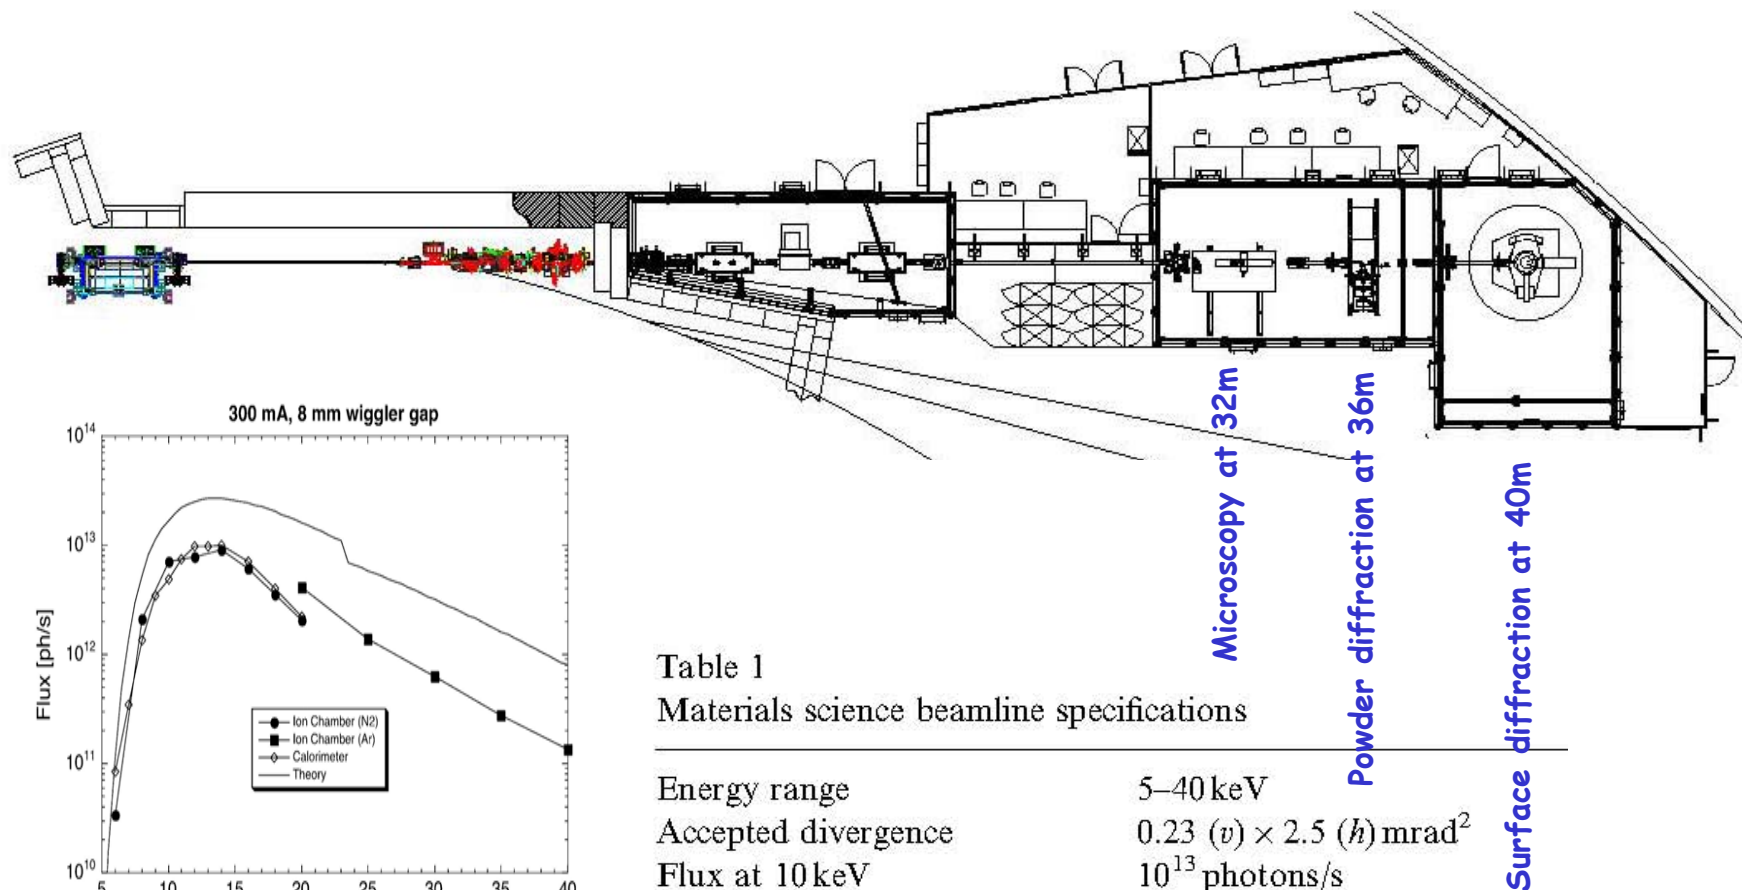 Microscopy at 32m
Powder diffraction at 36m
Surface diffraction at 40m
300 mA, 8 mm wiggler gap
Flux [ph/s]
10^14
10^13
10^12
10^11
10^10
Ion Chamber (N2)
Ion Chamber (Ar)
Calorimeter
Theory
5 10 15 20 25 30 35 40
Table 1
Materials science beamline specifications
Energy range 5–40 keV
Accepted divergence 0.23 (v) × 2.5 (h) mrad²
Flux at 10 keV 10^13 photons/s